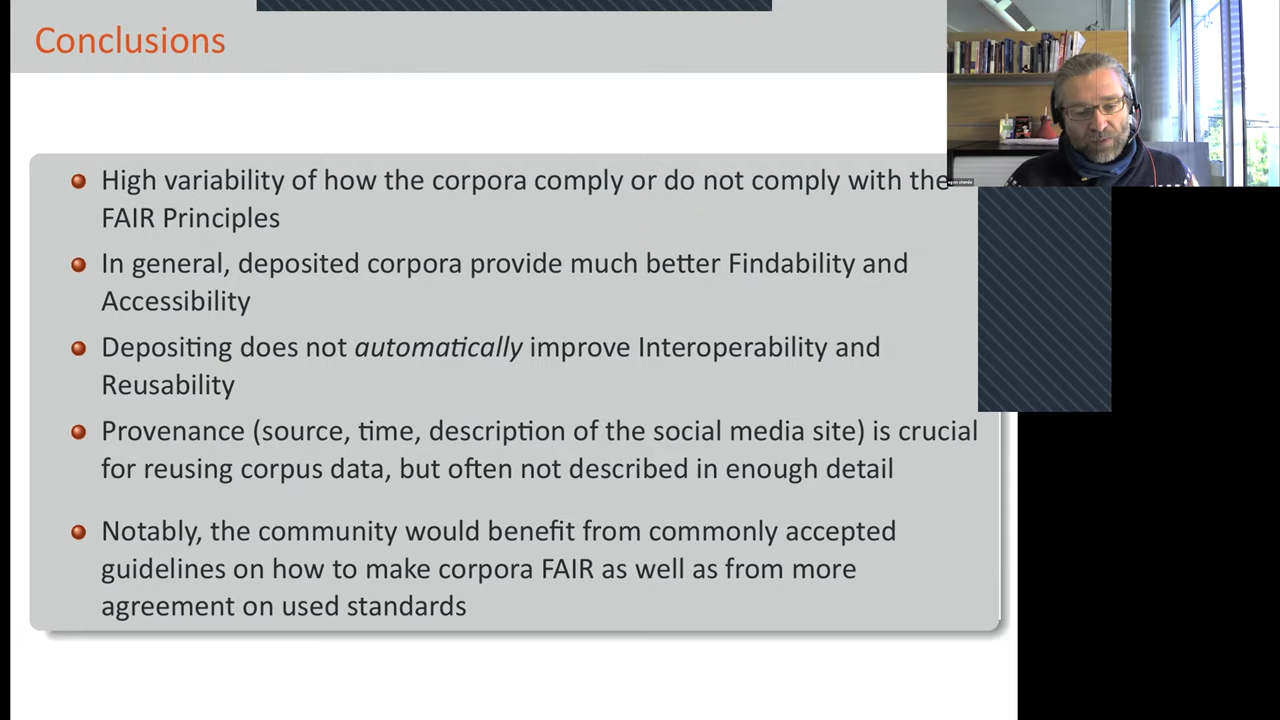 Conclusions
High variability of how the corpora comply or do not comply with the
FAIR Principles
In general, deposited corpora provide much better Findability and
Accessibility
Depositing does not automatically improve Interoperability and
Reusability
Provenance (source, time, description of the social media site) is crucial
for reusing corpus data, but often not described in enough detail
Notably, the community would benefit from commonly accepted
guidelines on how to make corpora FAIR as well as from more
agreement on used standards